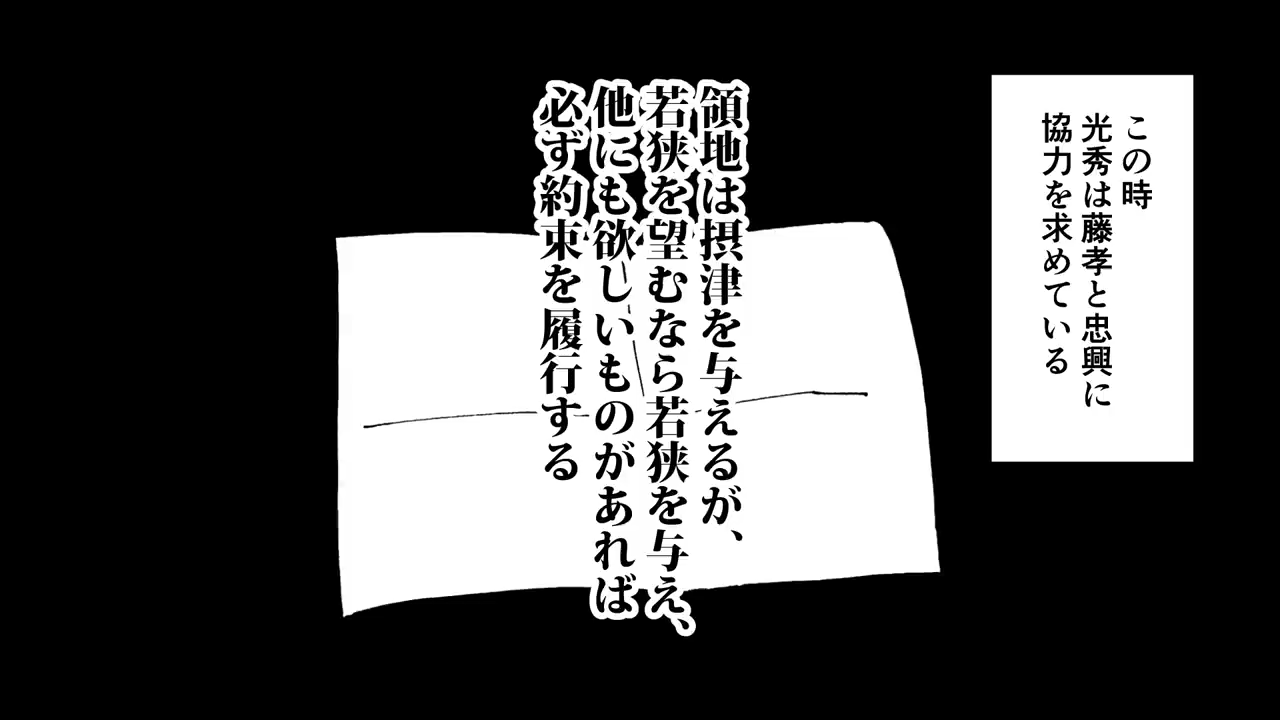 この時
光秀は藤孝と忠興に
協力を求めている
領地は摂津を与えるが、
若狭を望むなら若狭を与え、
他にも欲しいものがあれば
必ず約束を履行する